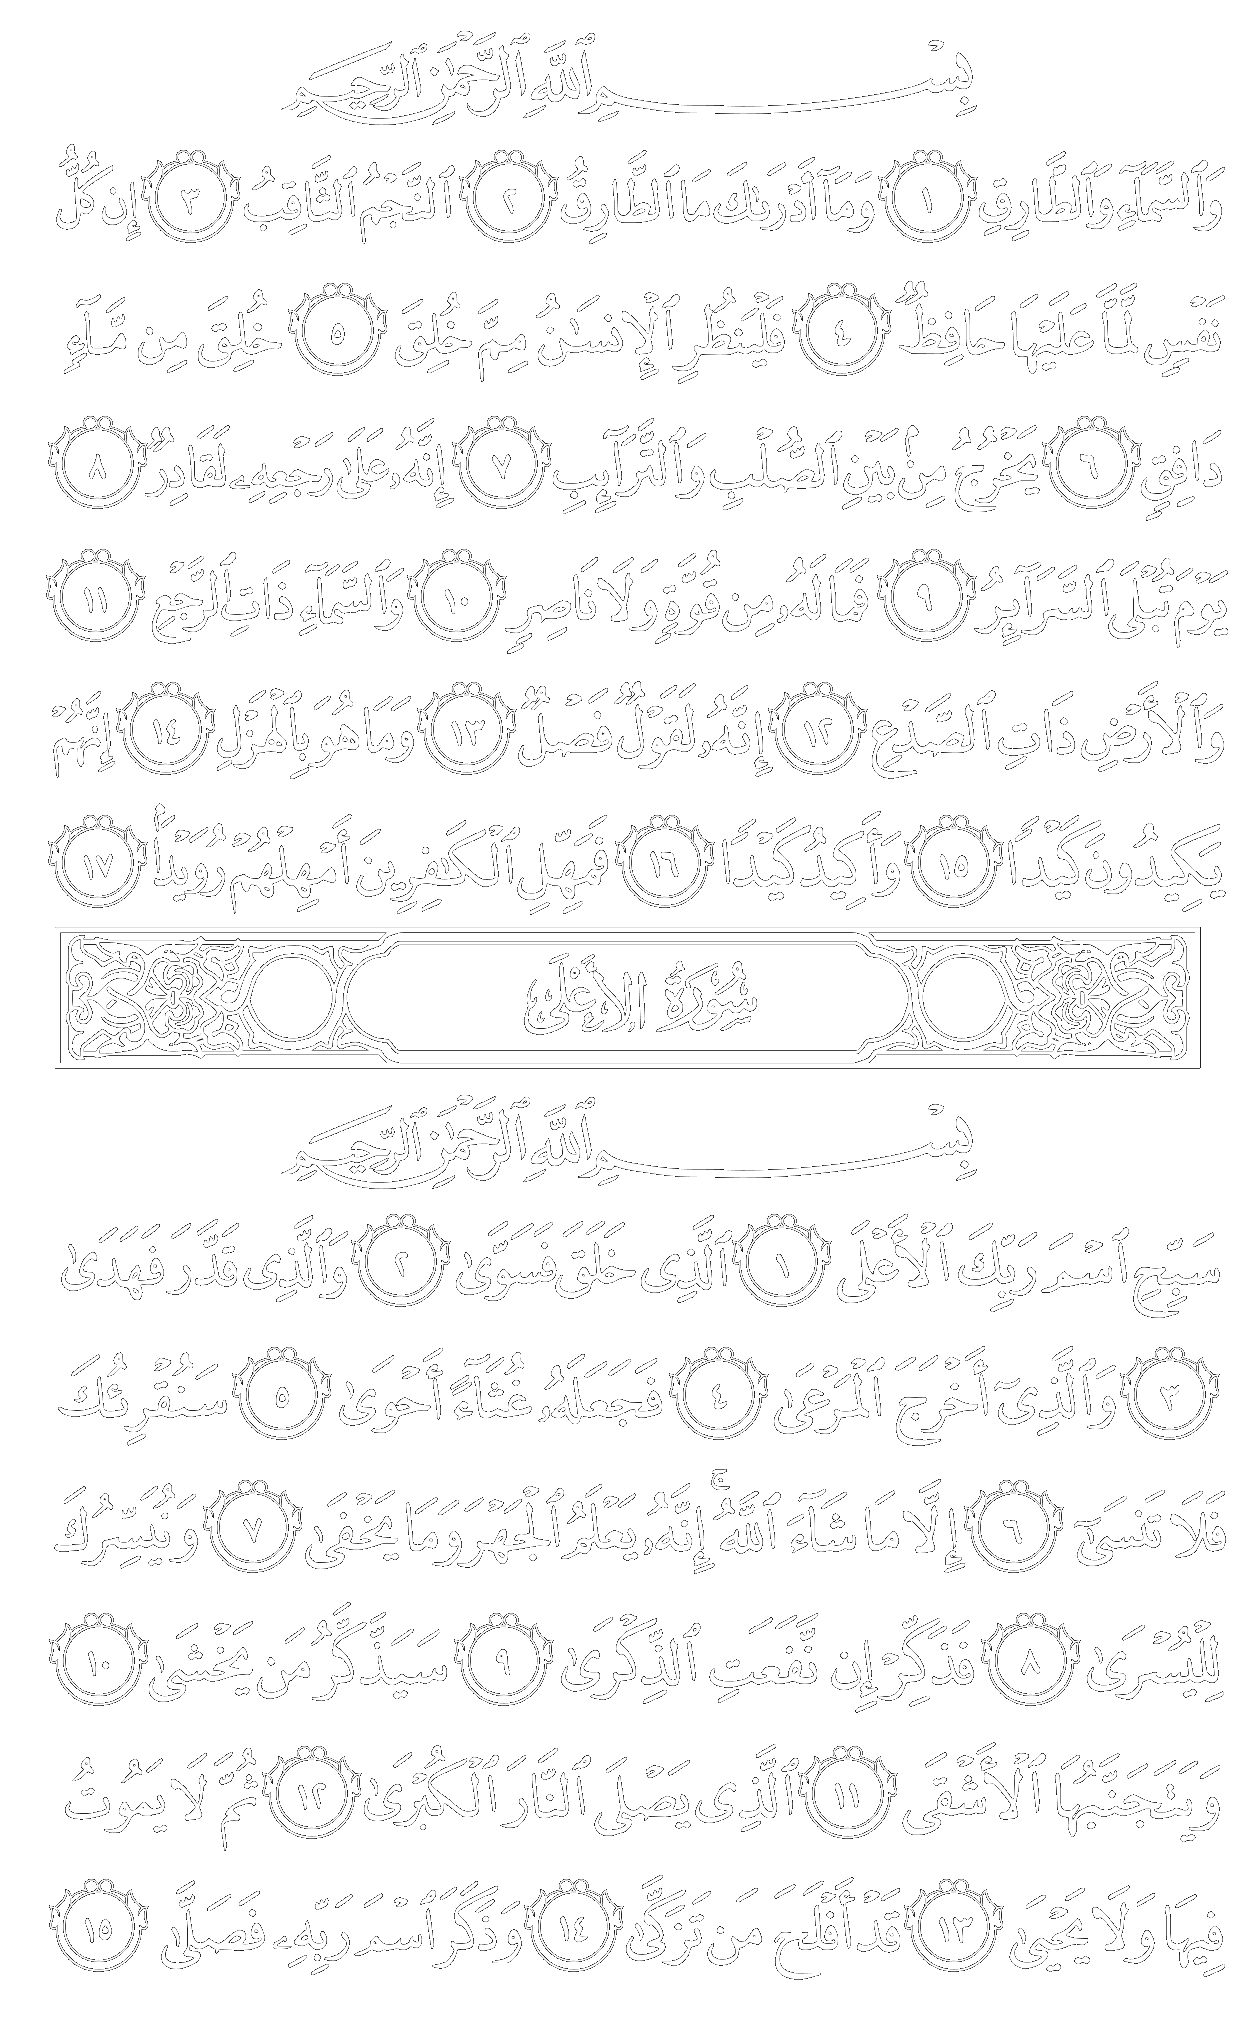 بِسْمِ ٱللَّهِ ٱلرَّحْمَٰنِ ٱلرَّحِيمِ
وَٱلسَّمَآءِ وَٱلطَّارِقِ ١ وَمَآ أَدْرَىٰكَ مَا ٱلطَّارِقُ ٢ ٱلنَّجْمُ ٱلثَّاقِبُ ٣ إِن كُلُّ
نَفْسٍ لَّمَّا عَلَيْهَا حَافِظٌ ٤ فَلْيَنظُرِ ٱلْإِنسَٰنُ مِمَّ خُلِقَ ٥ خُلِقَ مِن مَّآءٍ
دَافِقٍ ٦ يَخْرُجُ مِنۢ بَيْنِ ٱلصُّلْبِ وَٱلتَّرَآئِبِ ٧ إِنَّهُۥ عَلَىٰ رَجْعِهِۦ لَقَادِرٌ ٨
يَوْمَ تُبْلَى ٱلسَّرَآئِرُ ٩ فَمَا لَهُۥ مِن قُوَّةٍ وَلَا نَاصِرٍ ١٠ وَٱلسَّمَآءِ ذَاتِ ٱلرَّجْعِ ١١
وَٱلْأَرْضِ ذَاتِ ٱلصَّدْعِ ١٢ إِنَّهُۥ لَقَوْلٌ فَصْلٌ ١٣ وَمَا هُوَ بِٱلْهَزْلِ ١٤ إِنَّهُمْ
يَكِيدُونَ كَيْدًا ١٥ وَأَكِيدُ كَيْدًا ١٦ فَمَهِّلِ ٱلْكَٰفِرِينَ أَمْهِلْهُمْ رُوَيْدًۢا ١٧
سُورَةُ الأَعْلَىٰ
بِسْمِ ٱللَّهِ ٱلرَّحْمَٰنِ ٱلرَّحِيمِ
سَبِّحِ ٱسْمَ رَبِّكَ ٱلْأَعْلَى ١ ٱلَّذِى خَلَقَ فَسَوَّىٰ ٢ وَٱلَّذِى قَدَّرَ فَهَدَىٰ
٣ وَٱلَّذِىٓ أَخْرَجَ ٱلْمَرْعَىٰ ٤ فَجَعَلَهُۥ غُثَآءً أَحْوَىٰ ٥ سَنُقْرِئُكَ
فَلَا تَنسَىٰٓ ٦ إِلَّا مَا شَآءَ ٱللَّهُ ۚ إِنَّهُۥ يَعْلَمُ ٱلْجَهْرَ وَمَا يَخْفَىٰ ٧ وَنُيَسِّرُكَ
لِلْيُسْرَىٰ ٨ فَذَكِّرْ إِن نَّفَعَتِ ٱلذِّكْرَىٰ ٩ سَيَذَّكَّرُ مَن يَخْشَىٰ ١٠
وَيَتَجَنَّبُهَا ٱلْأَشْقَى ١١ ٱلَّذِى يَصْلَى ٱلنَّارَ ٱلْكُبْرَىٰ ١٢ ثُمَّ لَا يَمُوتُ
فِيهَا وَلَا يَحْيَىٰ ١٣ قَدْ أَفْلَحَ مَن تَزَكَّىٰ ١٤ وَذَكَرَ ٱسْمَ رَبِّهِۦ فَصَلَّىٰ ١٥